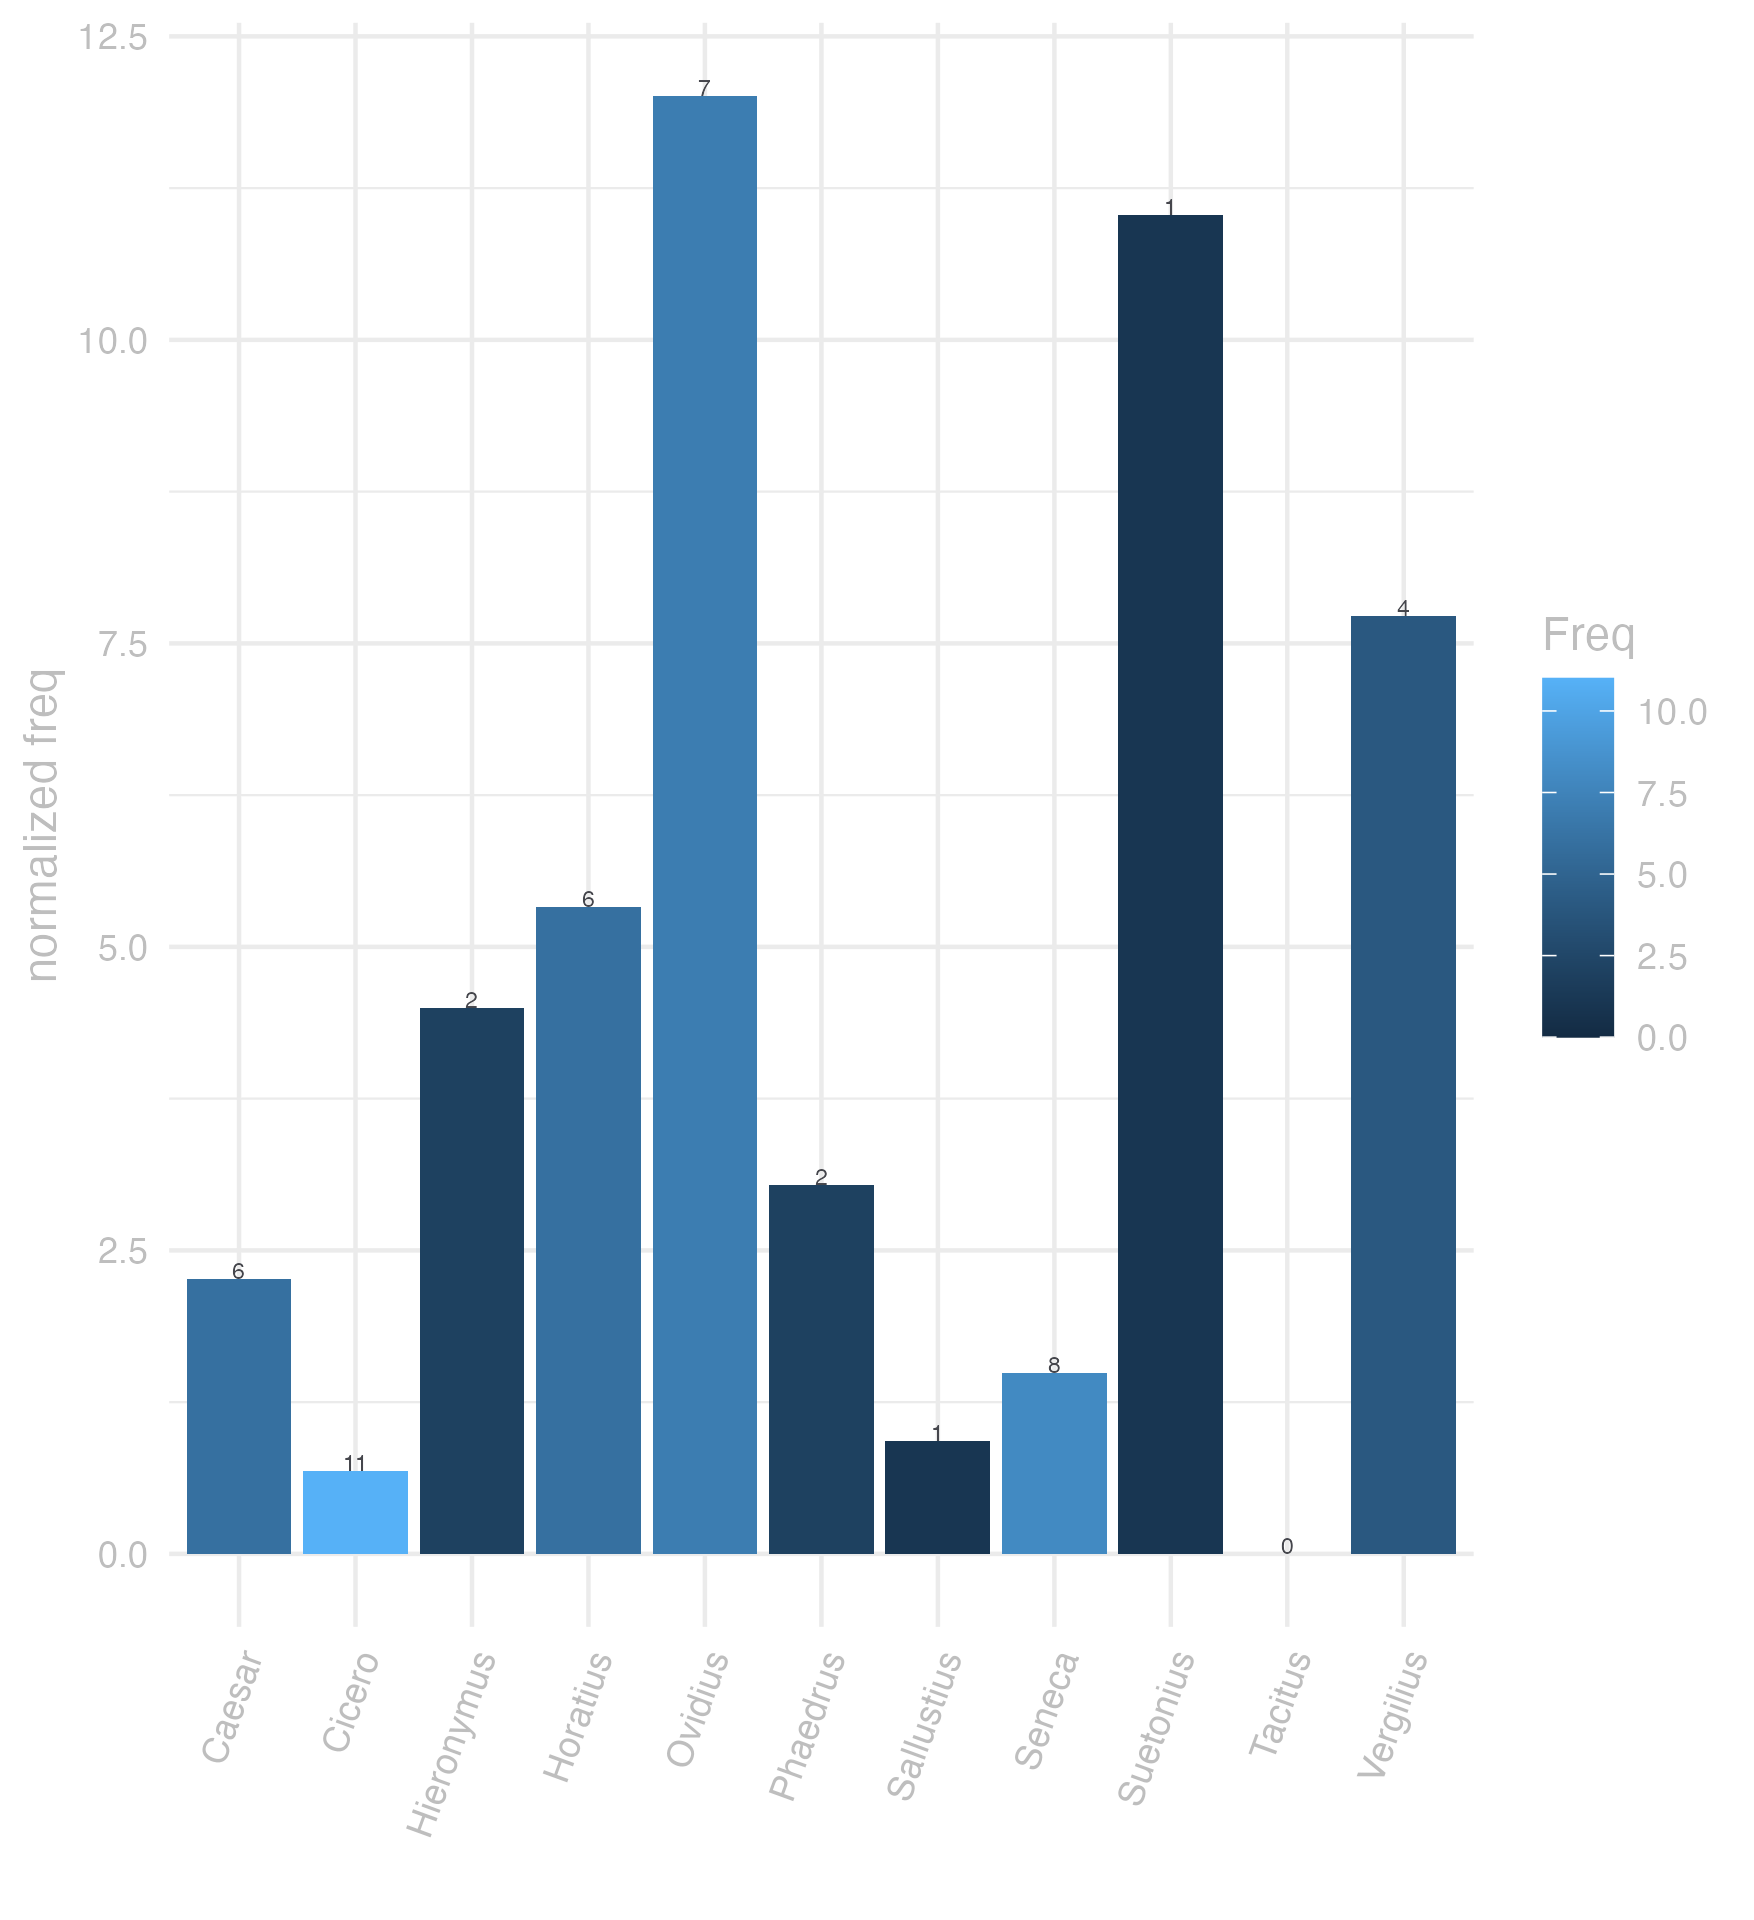 12.5
10.0
7.5
5.0
2.5
0.0
normalized freq
6
11
2
6
7
2
1
8
1
0
4
Caesar
Cicero
Hieronymus
Horatius
Ovidius
Phaedrus
Sallustius
Seneca
Suetonius
Tacitus
Vergilius
Freq
10.0
7.5
5.0
2.5
0.0